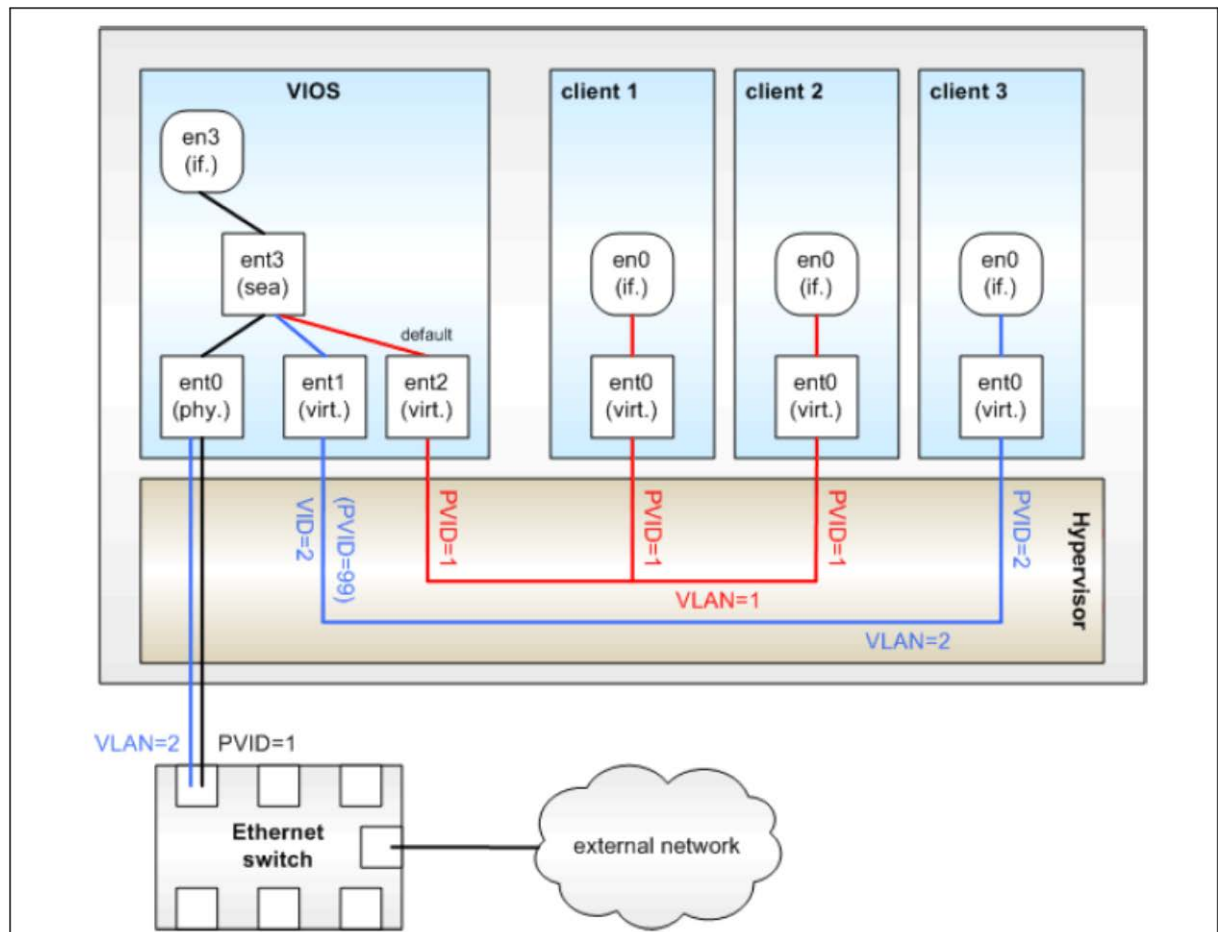 VIOS
client 1
client 2
client 3
en3
(if.)
ent3
(sea)
en0
(if.)
en0
(if.)
en0
(if.)
default
ent0
(phy.)
ent1
(virt.)
ent2
(virt.)
ent0
(virt.)
ent0
(virt.)
ent0
(virt.)
VID=2
(PVID=99)
PVID=1
PVID=1
PVID=1
PVID=2
Hypervisor
VLAN=1
VLAN=2
VLAN=2
PVID=1
Ethernet
switch
external network